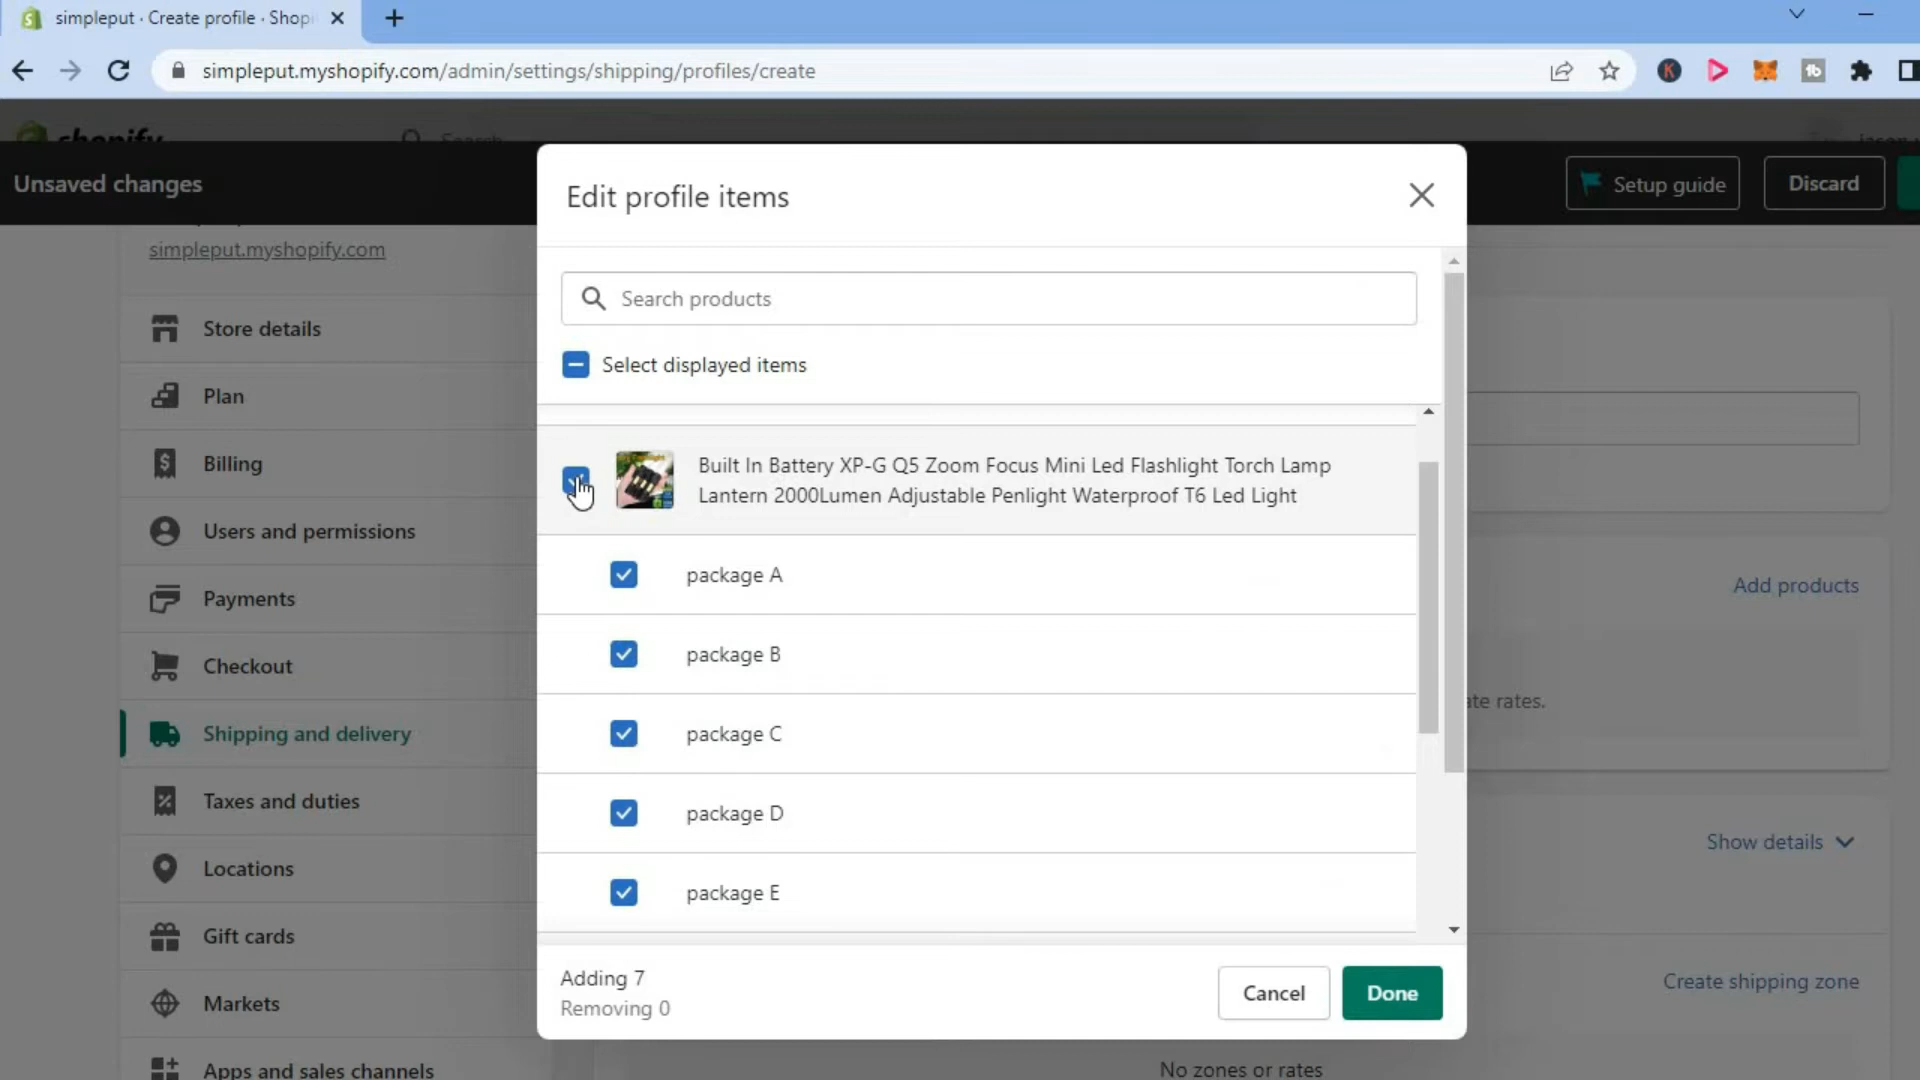 simpleput · Create profile · Shopi
simpleput.myshopify.com/admin/settings/shipping/profiles/create
shopify
Search
Unsaved changes
Setup guide
Discard
simpleput.myshopify.com
Store details
Plan
Billing
Users and permissions
Payments
Checkout
Shipping and delivery
Taxes and duties
Locations
Gift cards
Markets
Apps and sales channels
Edit profile items
Search products
Select displayed items
Built In Battery XP-G Q5 Zoom Focus Mini Led Flashlight Torch Lamp
Lantern 2000Lumen Adjustable Penlight Waterproof T6 Led Light
package A
package B
package C
package D
package E
Adding 7
Removing 0
Cancel
Done
Add products
rates.
Show details
Create shipping zone
No zones or rates